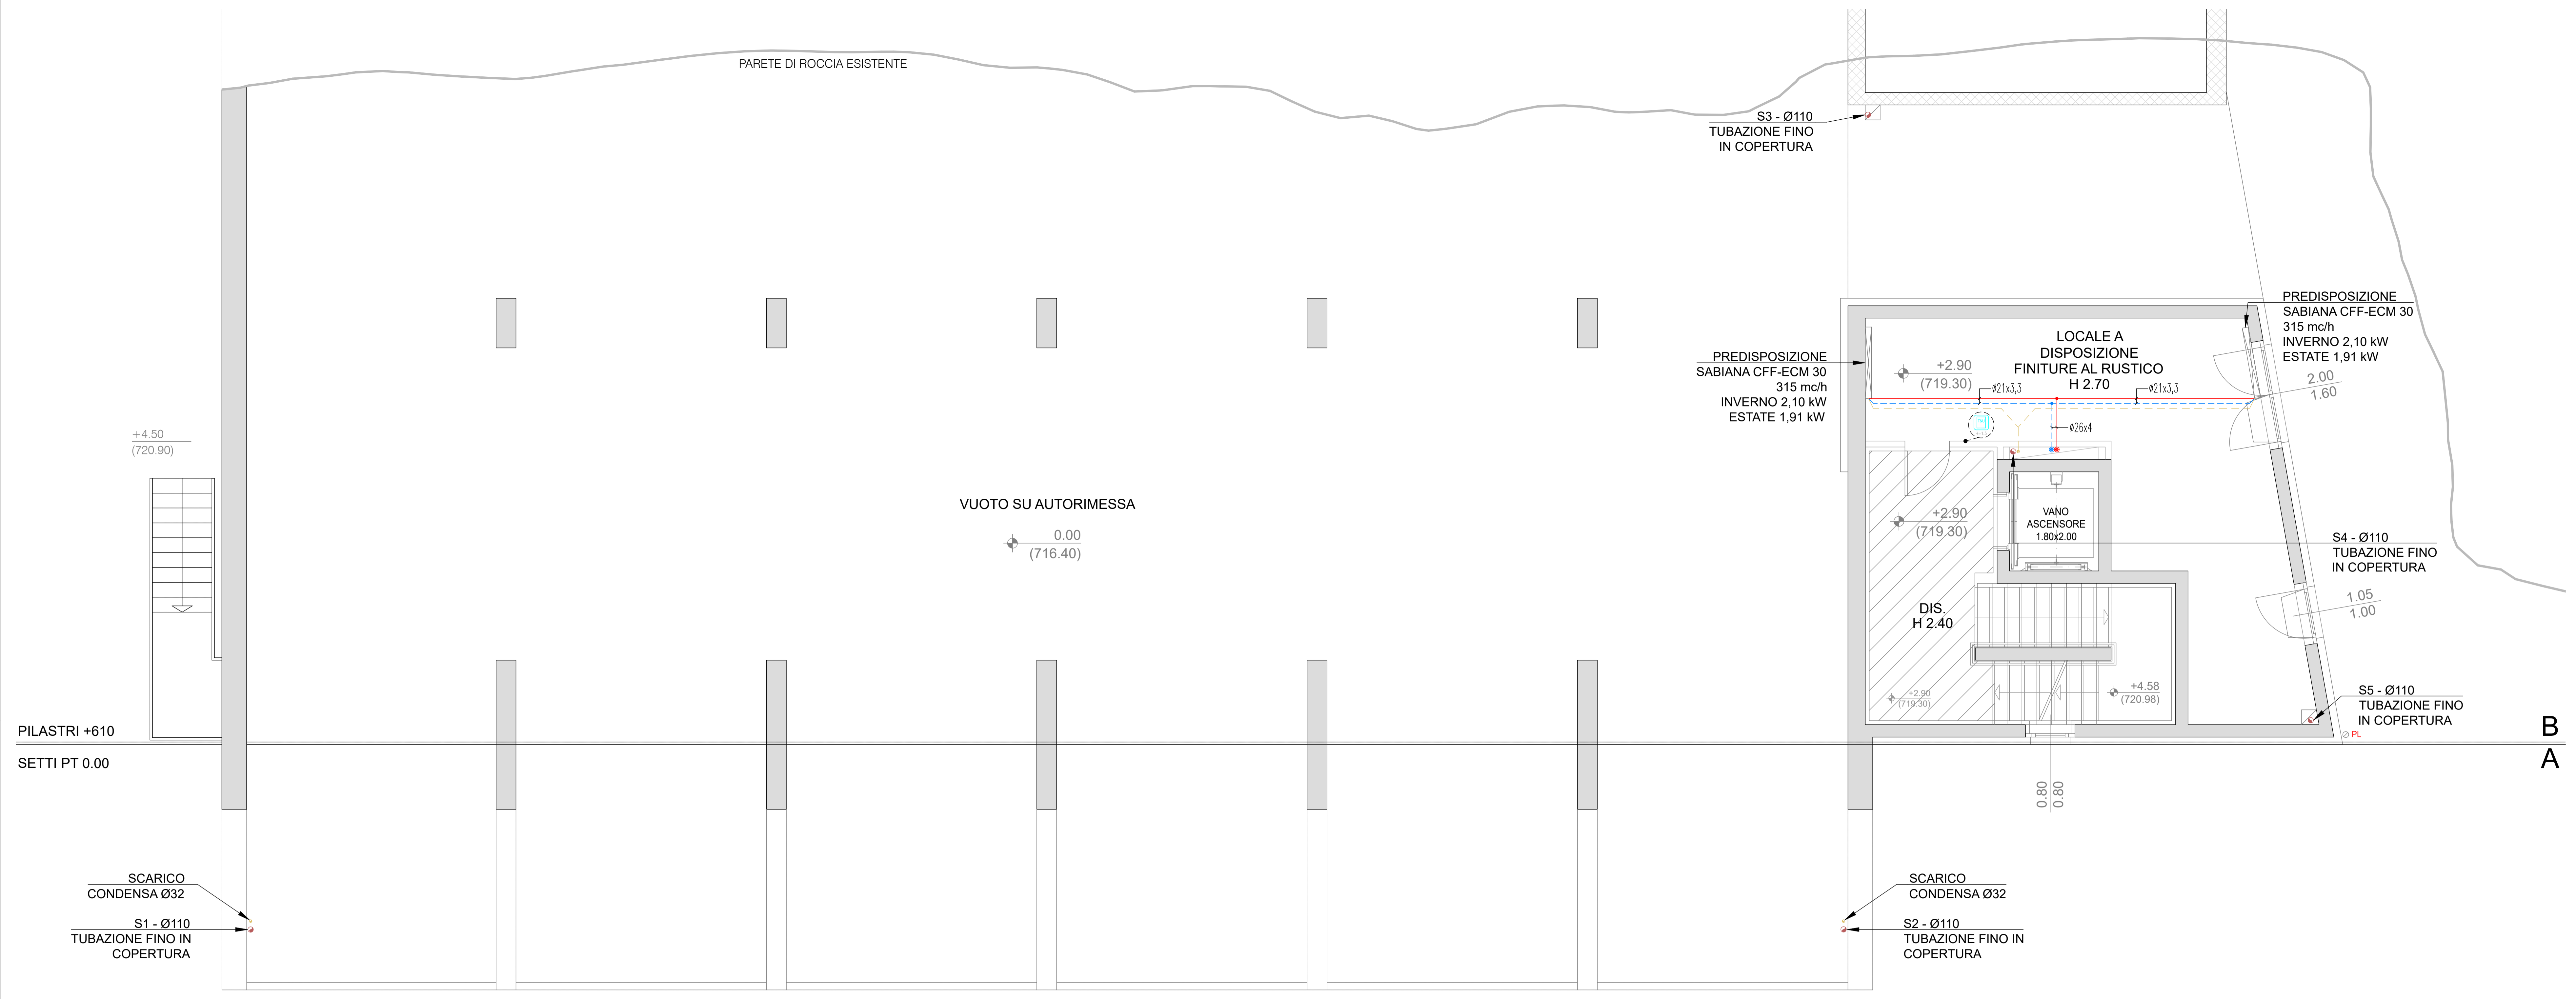 PARETE DI ROCCIA ESISTENTE
S3 - Ø110
TUBAZIONE FINO
IN COPERTURA
PREDISPOSIZIONE
SABIANA CFF-ECM 30
315 mc/h
INVERNO 2,10 kW
ESTATE 1,91 kW
PREDISPOSIZIONE
SABIANA CFF-ECM 30
315 mc/h
INVERNO 2,10 kW
ESTATE 1,91 kW
LOCALE A
DISPOSIZIONE
FINITURE AL RUSTICO
H 2.70
+2.90
(719.30)
Ø21x3,3
Ø21x3,3
Ø26x4
2.00
1.60
+4.50
(720.90)
VUOTO SU AUTORIMESSA
0.00
(716.40)
+2.90
(719.30)
VANO
ASCENSORE
1.80x2.00
S4 - Ø110
TUBAZIONE FINO
IN COPERTURA
DIS.
H 2.40
1.05
1.00
+2.90
(719.30)
+4.58
(720.98)
S5 - Ø110
TUBAZIONE FINO
IN COPERTURA
PL
PILASTRI +610
SETTI PT 0.00
B
A
0.80
0.80
SCARICO
CONDENSA Ø32
S1 - Ø110
TUBAZIONE FINO IN
COPERTURA
SCARICO
CONDENSA Ø32
S2 - Ø110
TUBAZIONE FINO IN
COPERTURA